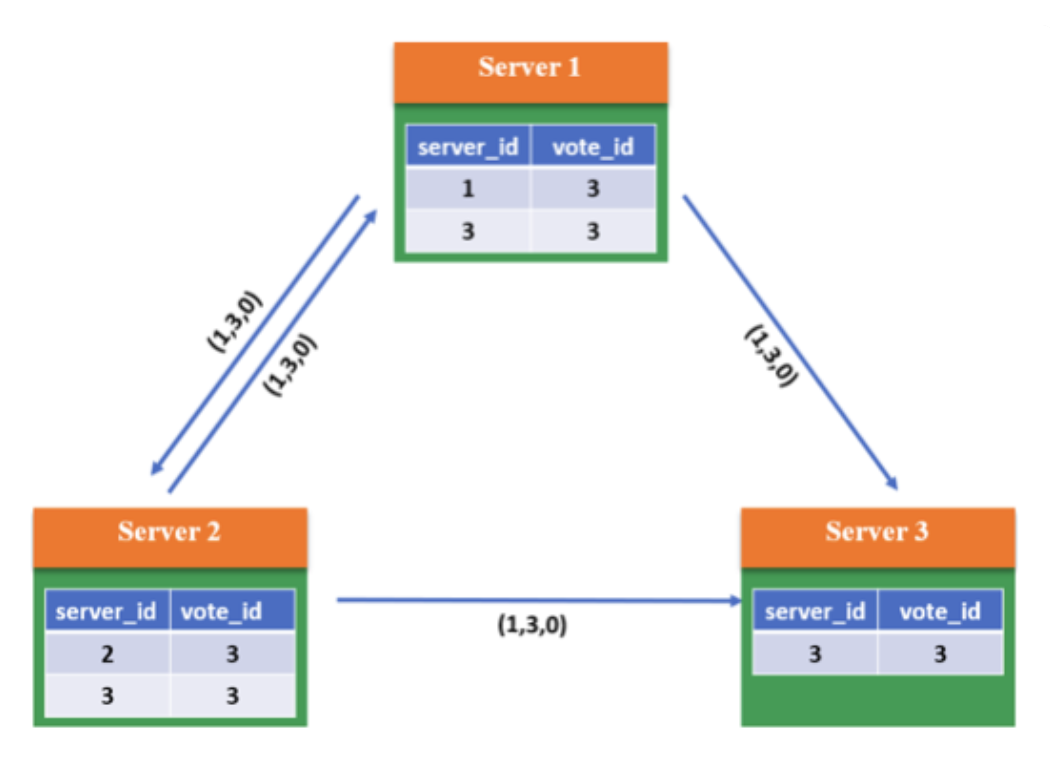 Server 1
server_id vote_id
1 3
3 3
(1,3,0)
(1,3,0)
(1,3,0)
Server 2
server_id vote_id
2 3
3 3
(1,3,0)
Server 3
server_id vote_id
3 3